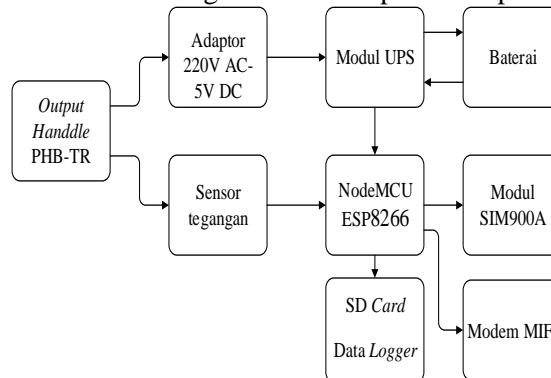 Adaptor
220V AC-
5V DC
Modul UPS
Baterai
Output
Handdle
PHB-TR
Sensor
tegangan
NodeMCU
ESP8266
Modul
SIM900A
SD Card
Data Logger
Modem MIF